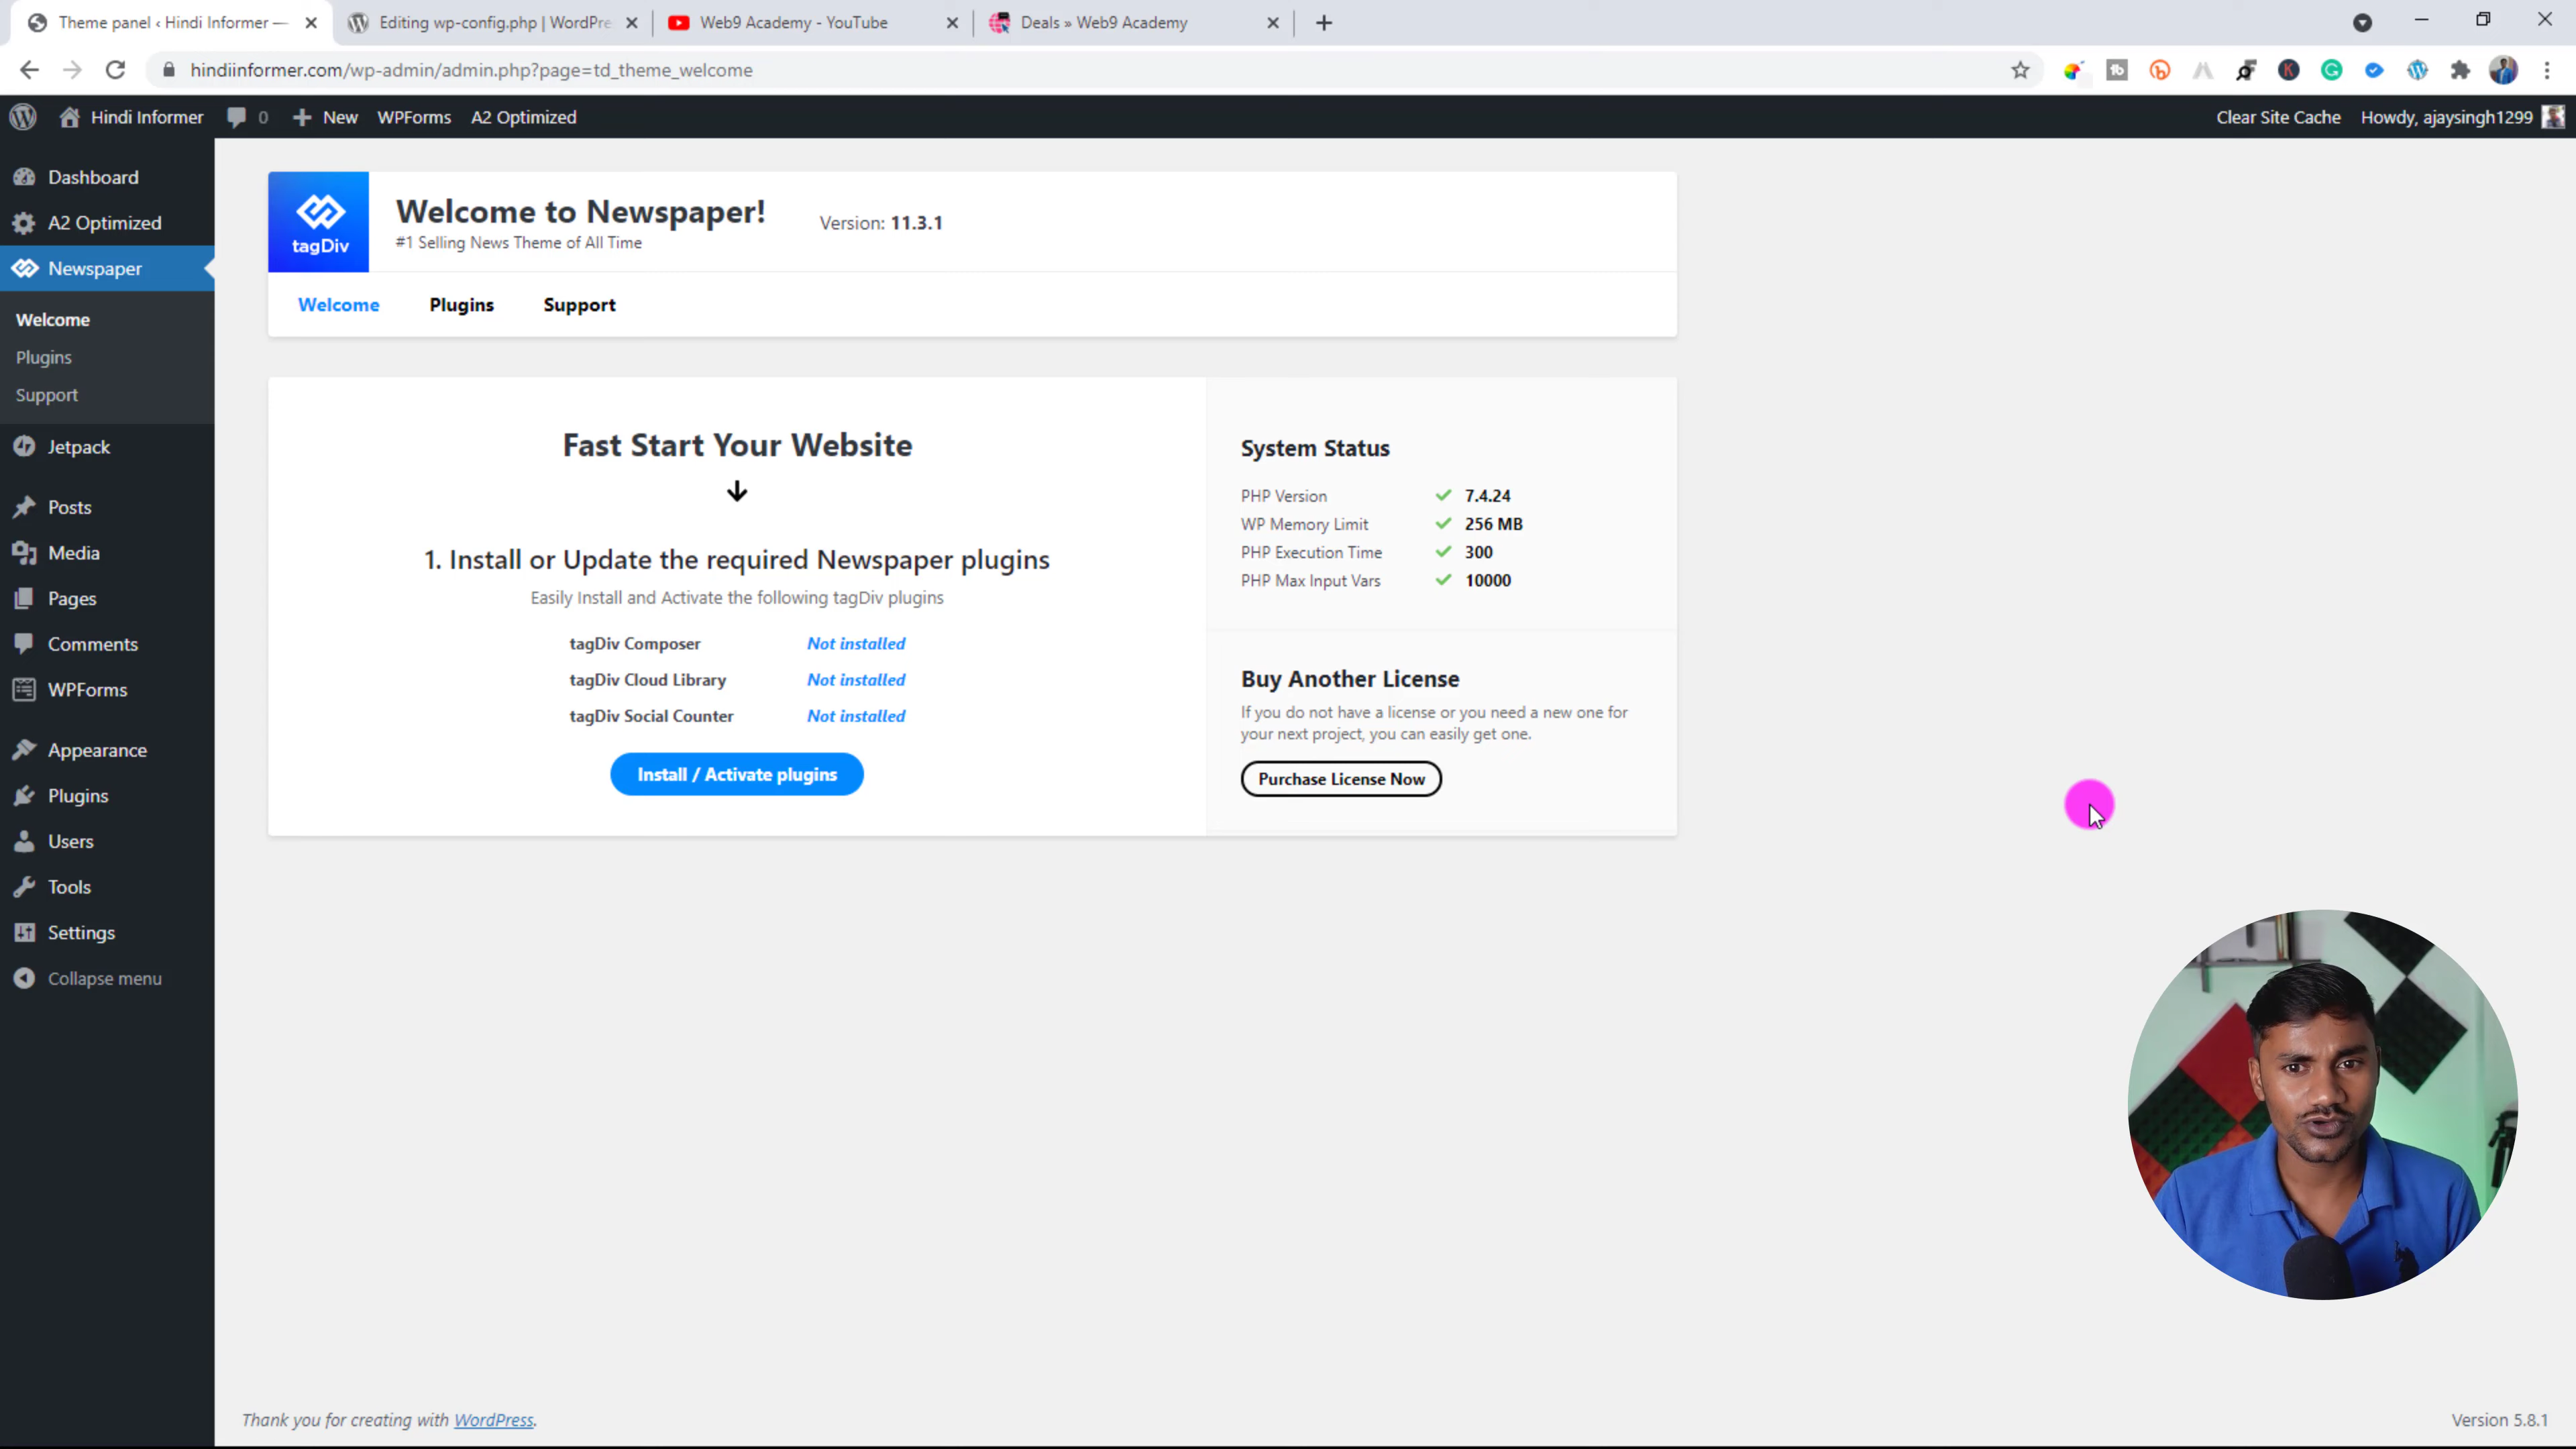 Theme panel ‹ Hindi Informer —
Editing wp-config.php | WordPre
Web9 Academy - YouTube
Deals » Web9 Academy
hindiinformer.com/wp-admin/admin.php?page=td_theme_welcome
Hindi Informer
0
New
WPForms
A2 Optimized
Clear Site Cache
Howdy, ajaysingh1299
Dashboard
A2 Optimized
Newspaper
Welcome
Plugins
Support
Jetpack
Posts
Media
Pages
Comments
WPForms
Appearance
Plugins
Users
Tools
Settings
Collapse menu
tagDiv
Welcome to Newspaper!
#1 Selling News Theme of All Time
Version: 11.3.1
Welcome
Plugins
Support
Fast Start Your Website
1. Install or Update the required Newspaper plugins
Easily Install and Activate the following tagDiv plugins
tagDiv Composer Not installed
tagDiv Cloud Library Not installed
tagDiv Social Counter Not installed
Install / Activate plugins
System Status
PHP Version 7.4.24
WP Memory Limit 256 MB
PHP Execution Time 300
PHP Max Input Vars 10000
Buy Another License
If you do not have a license or you need a new one for
your next project, you can easily get one.
Purchase License Now
Thank you for creating with WordPress.
Version 5.8.1